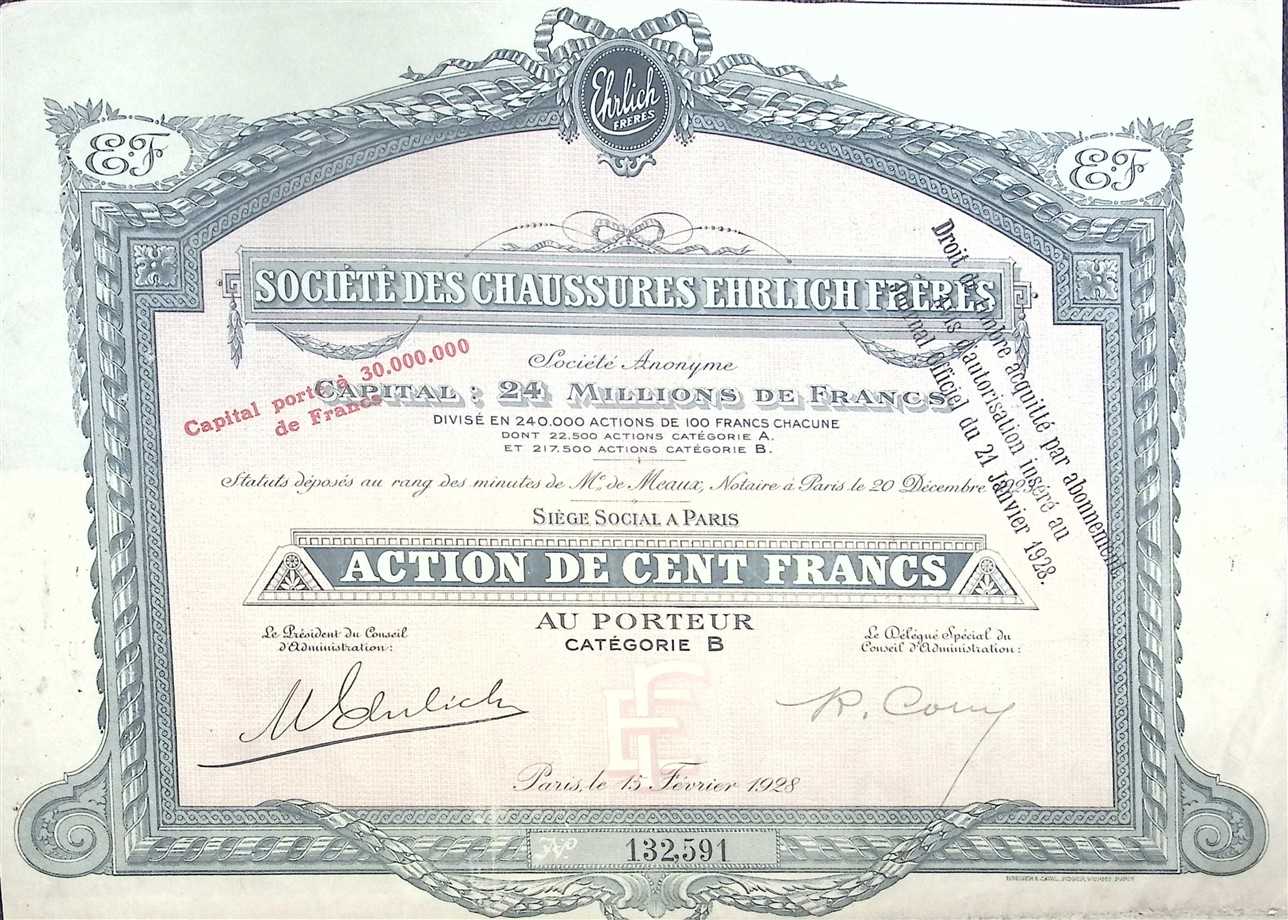 Ehrlich
FRÈRES
E.F
E.F
SOCIÉTÉ DES CHAUSSURES EHRLICH FRÈRES
Société Anonyme
Capital porté à 30.000.000
de Francs
CAPITAL : 24 MILLIONS DE FRANCS
DIVISÉ EN 240.000 ACTIONS DE 100 FRANCS CHACUNE
DONT 22.500 ACTIONS CATÉGORIE A.
ET 217.500 ACTIONS CATÉGORIE B.
Statuts déposés au rang des minutes de Me. de Meaux, Notaire à Paris le 20 Décembre
Droit de timbre acquitté par abonnement
Avis d'autorisation inséré au
Journal Officiel du 21 Janvier 1928.
SIÈGE SOCIAL A PARIS
ACTION DE CENT FRANCS
AU PORTEUR
CATÉGORIE B
Le Président du Conseil
d'Administration :
Le Délégué Spécial du
Conseil d'Administration :
EF
Paris, le 15 Février 1928
No 132,591